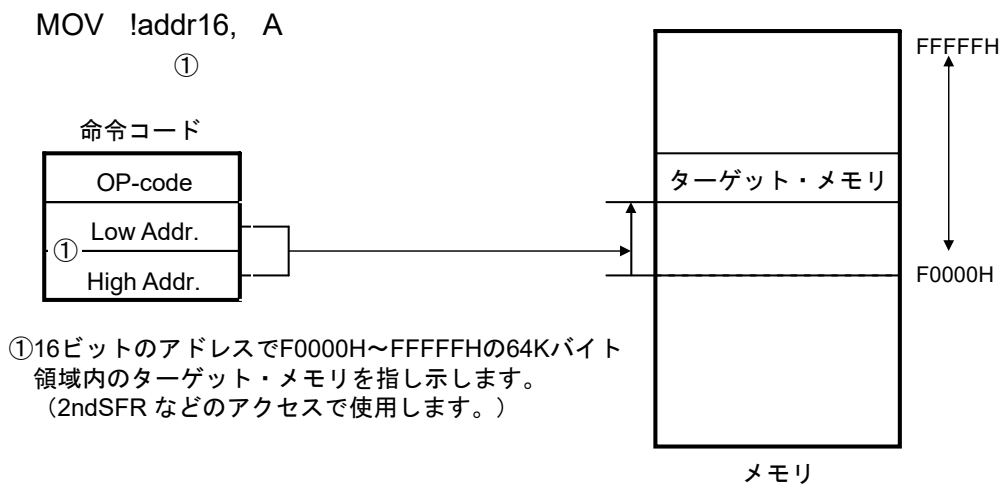 MOV !addr16, A
①
命令コード
OP-code
Low Addr.
①
High Addr.
ターゲット・メモリ
FFFFFH
F0000H
メモリ
①16ビットのアドレスでF0000H～FFFFFHの64Kバイト
領域内のターゲット・メモリを指し示します。
（2ndSFR などのアクセスで使用します。）